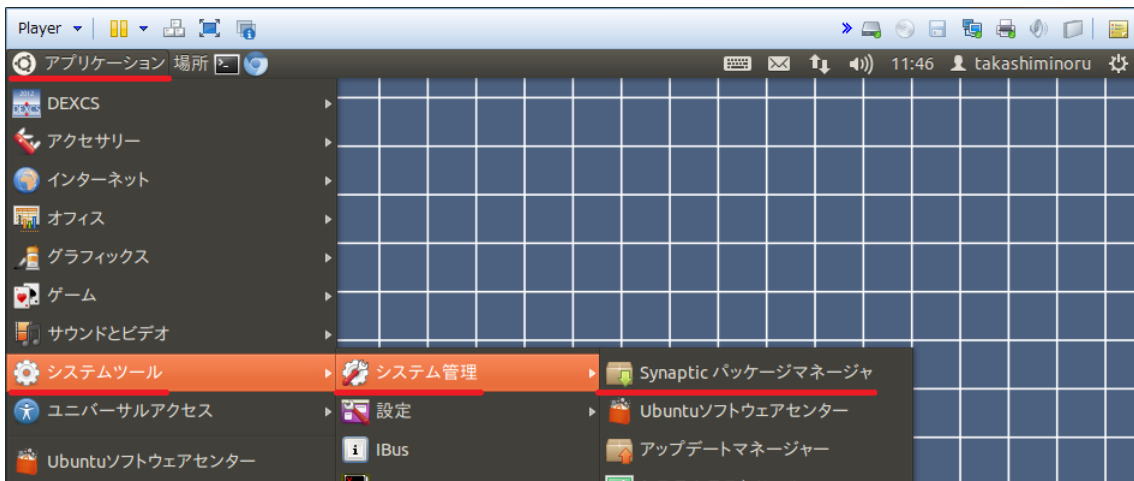 Player
アプリケーション 場所 11:46 takashiminoru
2012 DEXCS DEXCS
アクセサリー
インターネット
オフィス
グラフィックス
ゲーム
サウンドとビデオ
システムツール システム管理 Synaptic パッケージマネージャ
ユニバーサルアクセス 設定 Ubuntuソフトウェアセンター
Ubuntuソフトウェアセンター IBus アップデートマネージャー